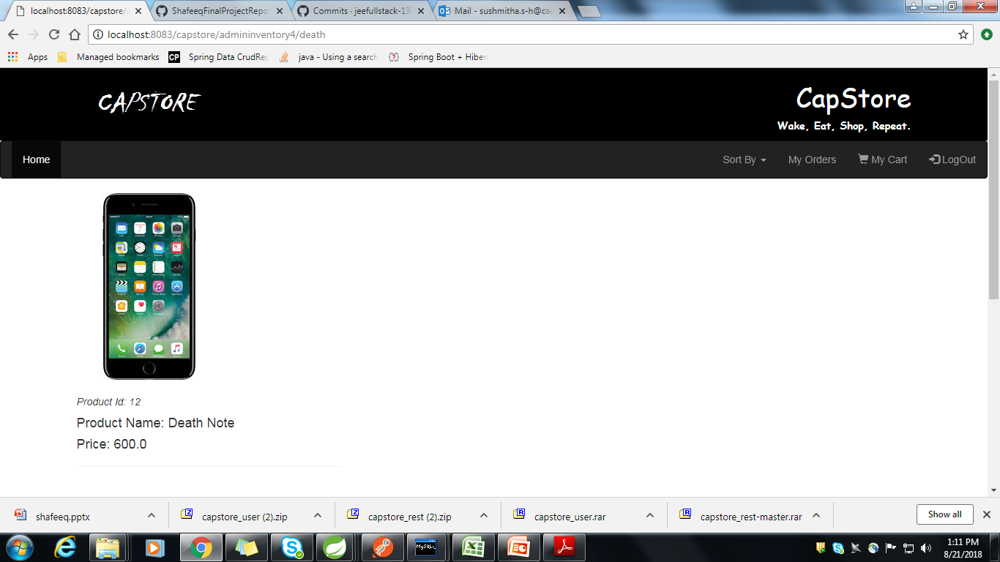 localhost:8083/capstore/
ShafeeqFinalProjectRepo
Commits · jeefullstack-13
Mail - sushmitha.s-h@cap
localhost:8083/capstore/admininventory4/death
Apps
Managed bookmarks
CP
Spring Data CrudRep
java - Using a search
Spring Boot + Hiber
CAPSTORE
CapStore
Wake, Eat, Shop, Repeat.
Home
Sort By
My Orders
My Cart
LogOut
Product Id: 12
Product Name: Death Note
Price: 600.0
shafeeq.pptx
capstore_user (2).zip
capstore_rest (2).zip
capstore_user.rar
capstore_rest-master.rar
Show all
MySQL
1:11 PM
8/21/2018